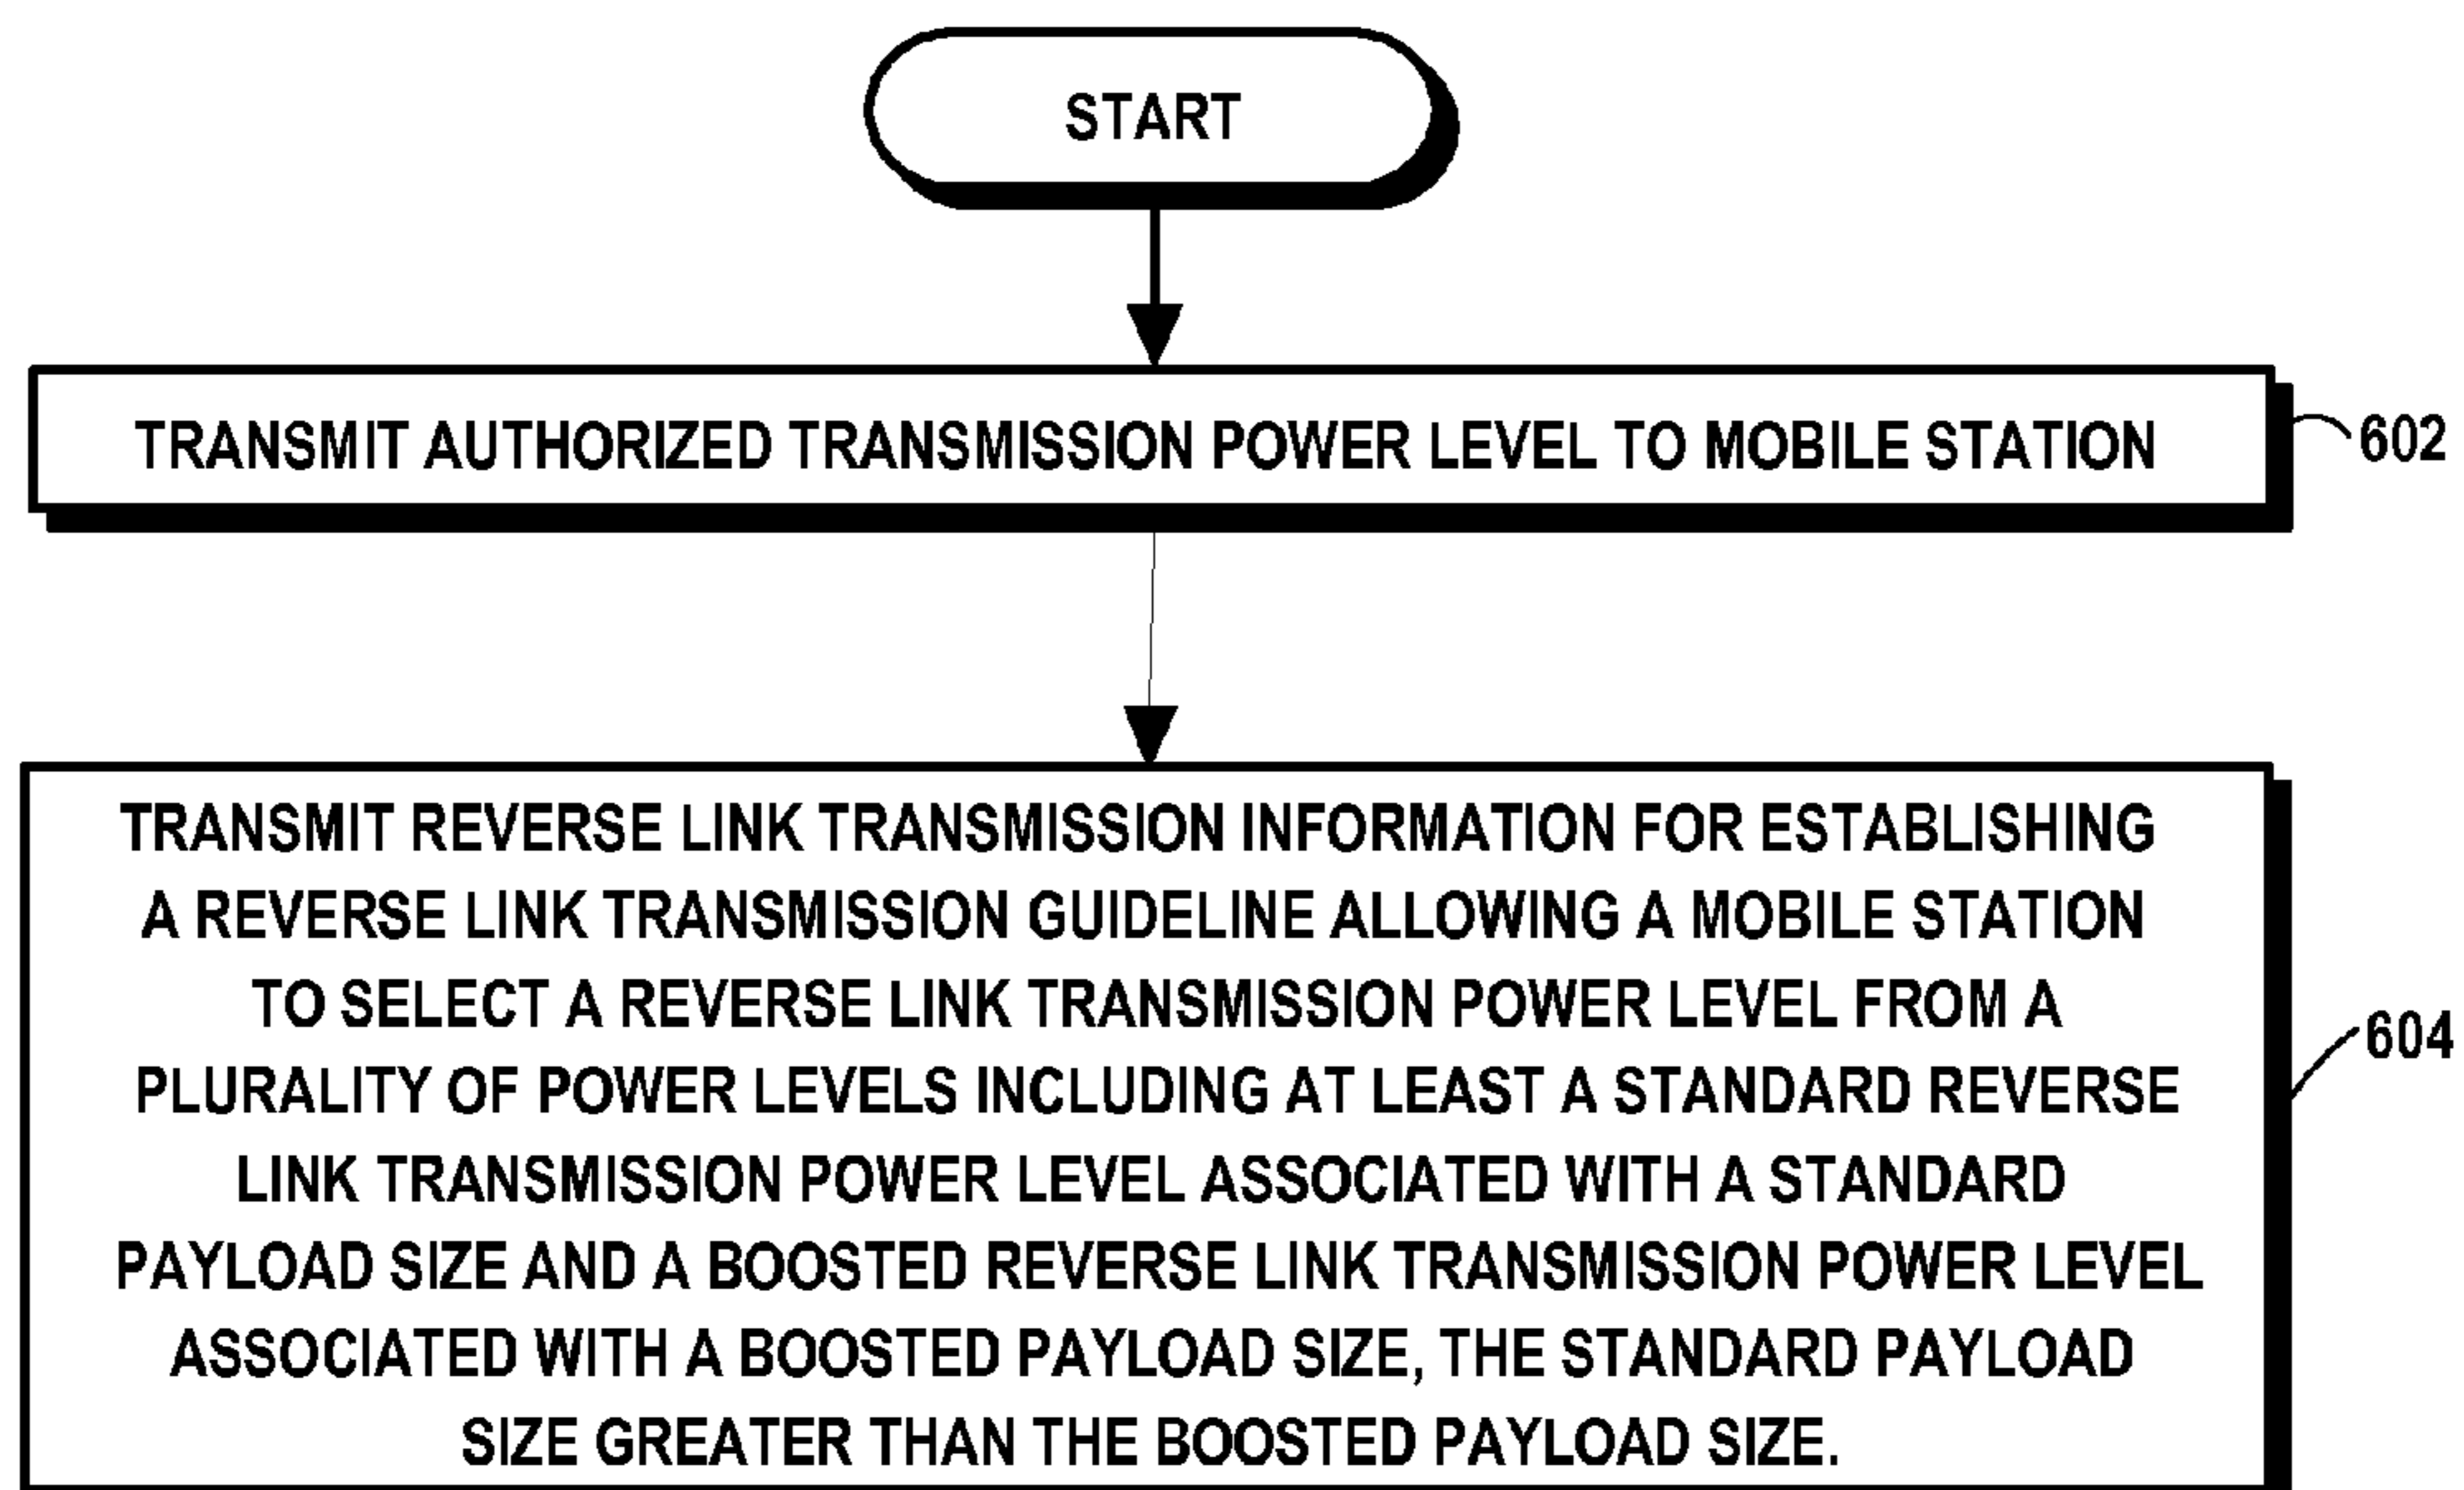 START
TRANSMIT AUTHORIZED TRANSMISSION POWER LEVEL TO MOBILE STATION
602
TRANSMIT REVERSE LINK TRANSMISSION INFORMATION FOR ESTABLISHING
A REVERSE LINK TRANSMISSION GUIDELINE ALLOWING A MOBILE STATION
TO SELECT A REVERSE LINK TRANSMISSION POWER LEVEL FROM A
PLURALITY OF POWER LEVELS INCLUDING AT LEAST A STANDARD REVERSE
LINK TRANSMISSION POWER LEVEL ASSOCIATED WITH A STANDARD
PAYLOAD SIZE AND A BOOSTED REVERSE LINK TRANSMISSION POWER LEVEL
ASSOCIATED WITH A BOOSTED PAYLOAD SIZE, THE STANDARD PAYLOAD
SIZE GREATER THAN THE BOOSTED PAYLOAD SIZE.
604